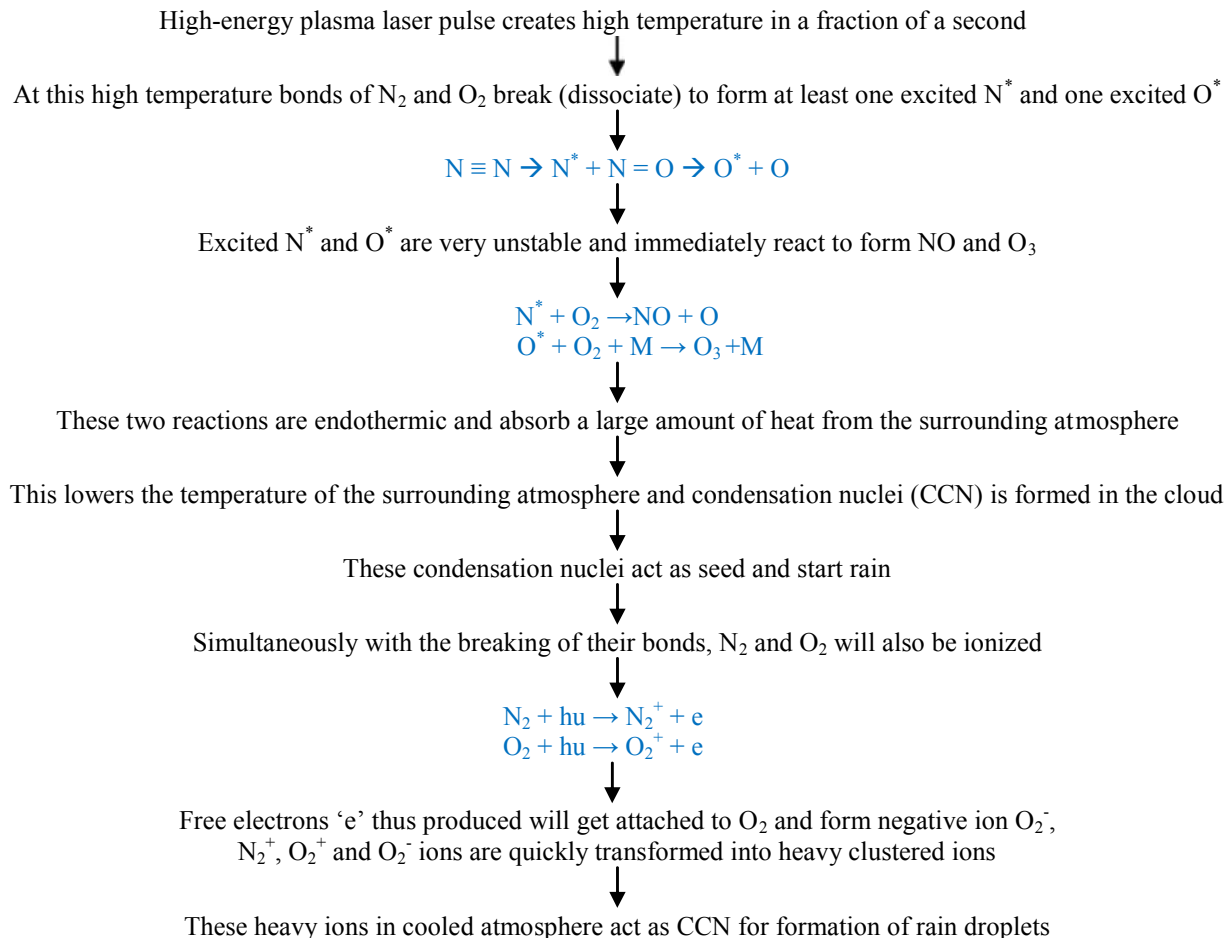 High-energy plasma laser pulse creates high temperature in a fraction of a second
At this high temperature bonds of N₂ and O₂ break (dissociate) to form at least one excited N* and one excited O*
N ≡ N → N* + N = O → O* + O
Excited N* and O* are very unstable and immediately react to form NO and O₃
N* + O₂ →NO + O
O* + O₂ + M → O₃ +M
These two reactions are endothermic and absorb a large amount of heat from the surrounding atmosphere
This lowers the temperature of the surrounding atmosphere and condensation nuclei (CCN) is formed in the cloud
These condensation nuclei act as seed and start rain
Simultaneously with the breaking of their bonds, N₂ and O₂ will also be ionized
N₂ + hu → N₂⁺ + e
O₂ + hu → O₂⁺ + e
Free electrons ‘e’ thus produced will get attached to O₂ and form negative ion O₂⁻,
N₂⁺, O₂⁺ and O₂⁻ ions are quickly transformed into heavy clustered ions
These heavy ions in cooled atmosphere act as CCN for formation of rain droplets